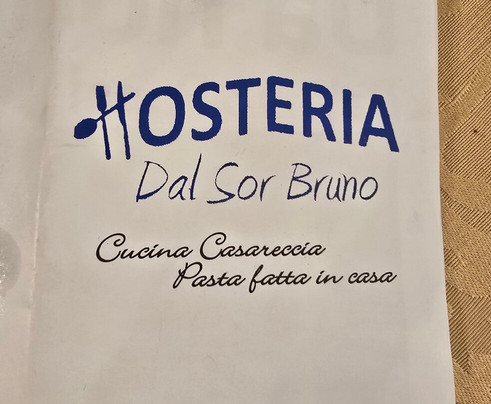 HOSTERIA
Dal Sor Bruno
Cucina Casareccia
Pasta fatta in casa